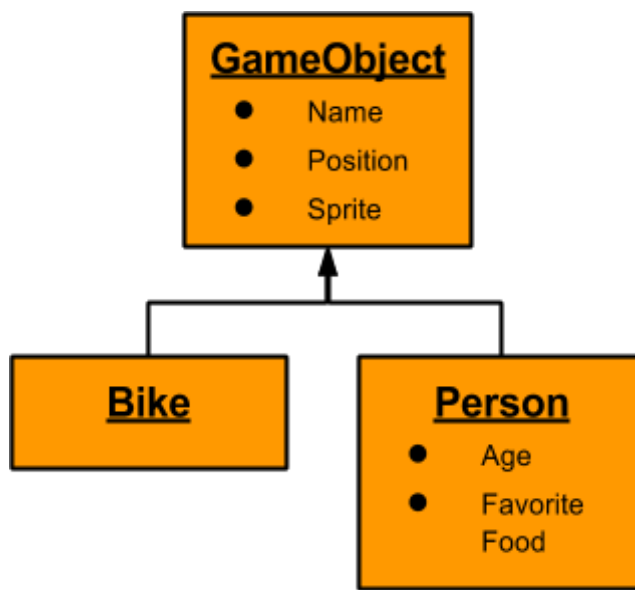 GameObject
● Name
● Position
● Sprite
Bike
Person
● Age
● Favorite
Food